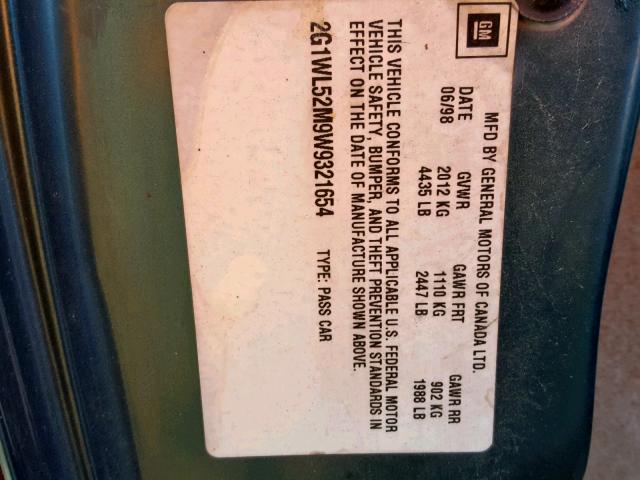 GM
MFD BY GENERAL MOTORS OF CANADA LTD.
DATE GVWR GAWR FRT GAWR RR
06/98 2012 KG 1110 KG 902 KG
4435 LB 2447 LB 1988 LB
THIS VEHICLE CONFORMS TO ALL APPLICABLE U.S. FEDERAL MOTOR
VEHICLE SAFETY, BUMPER, AND THEFT PREVENTION STANDARDS IN
EFFECT ON THE DATE OF MANUFACTURE SHOWN ABOVE.
2G1WL52M9W9321654 TYPE: PASS CAR